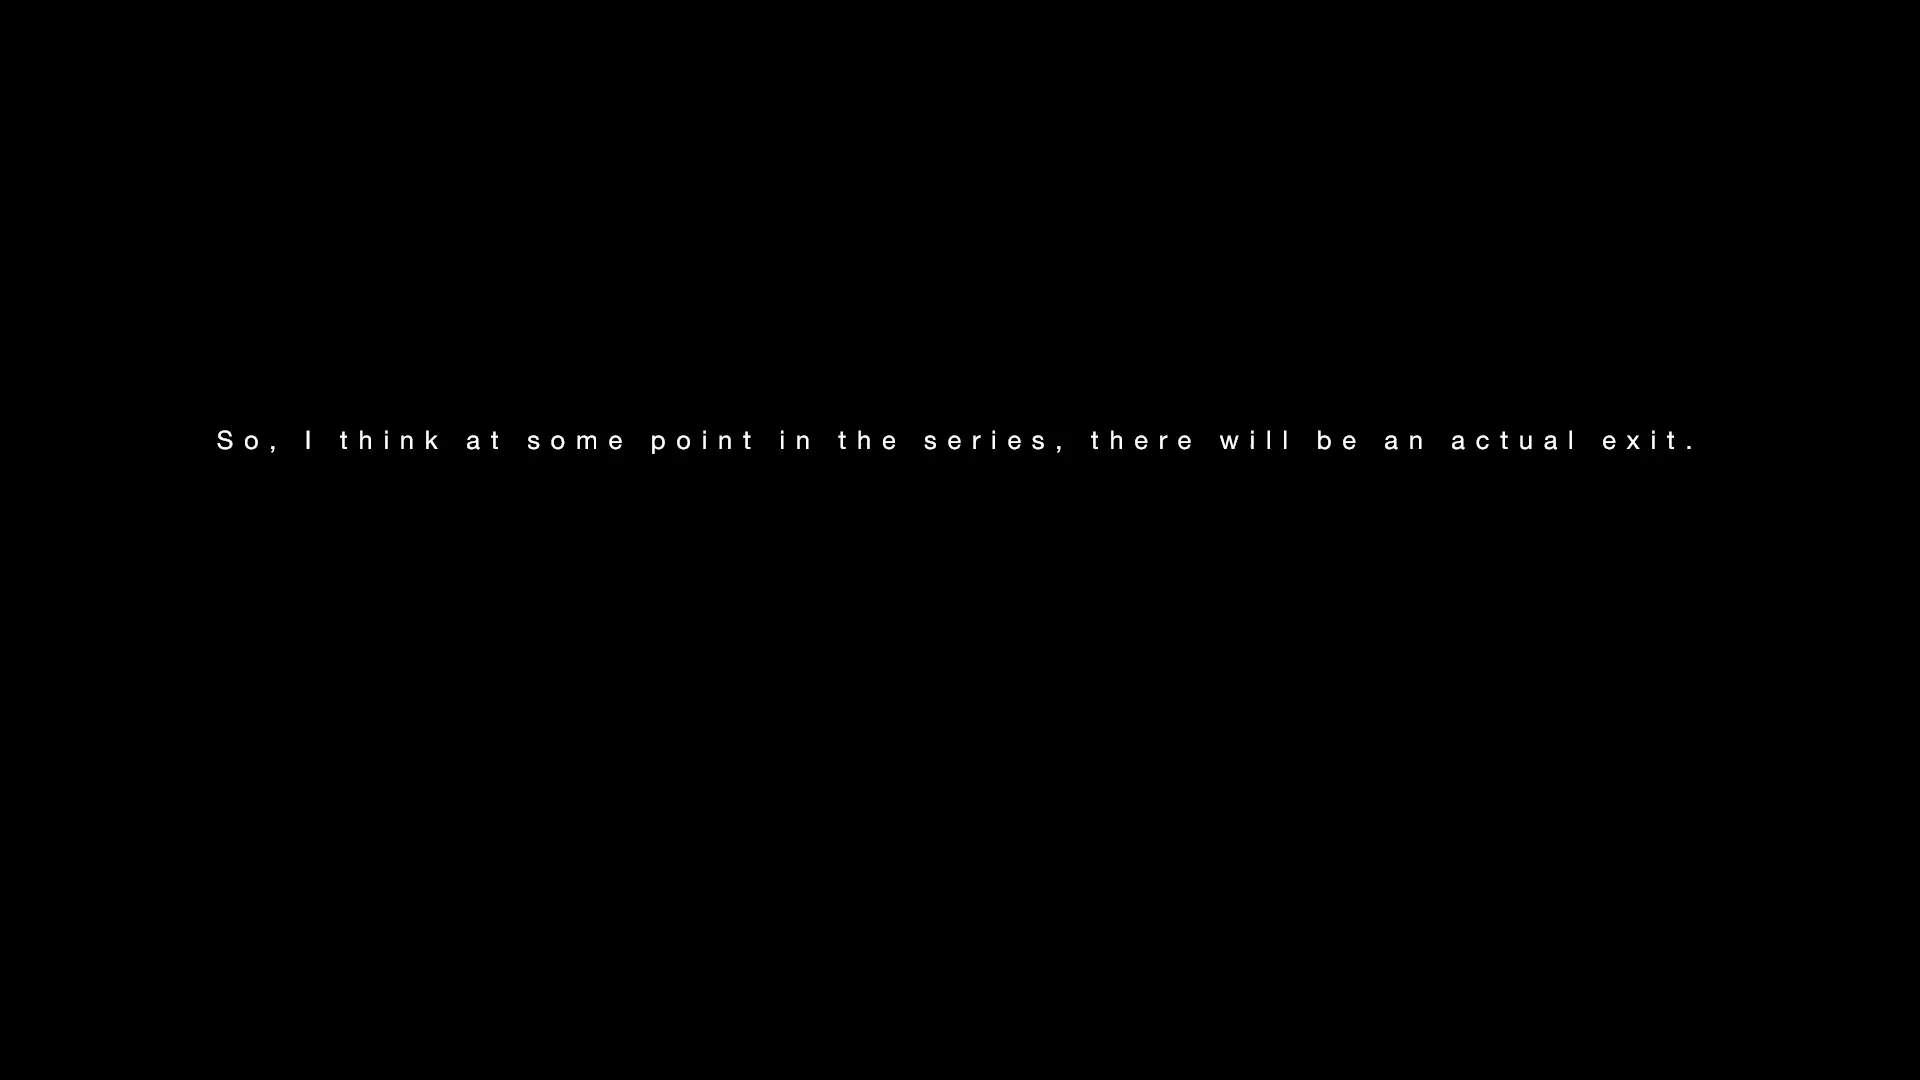 So, I think at some point in the series, there will be an actual exit.